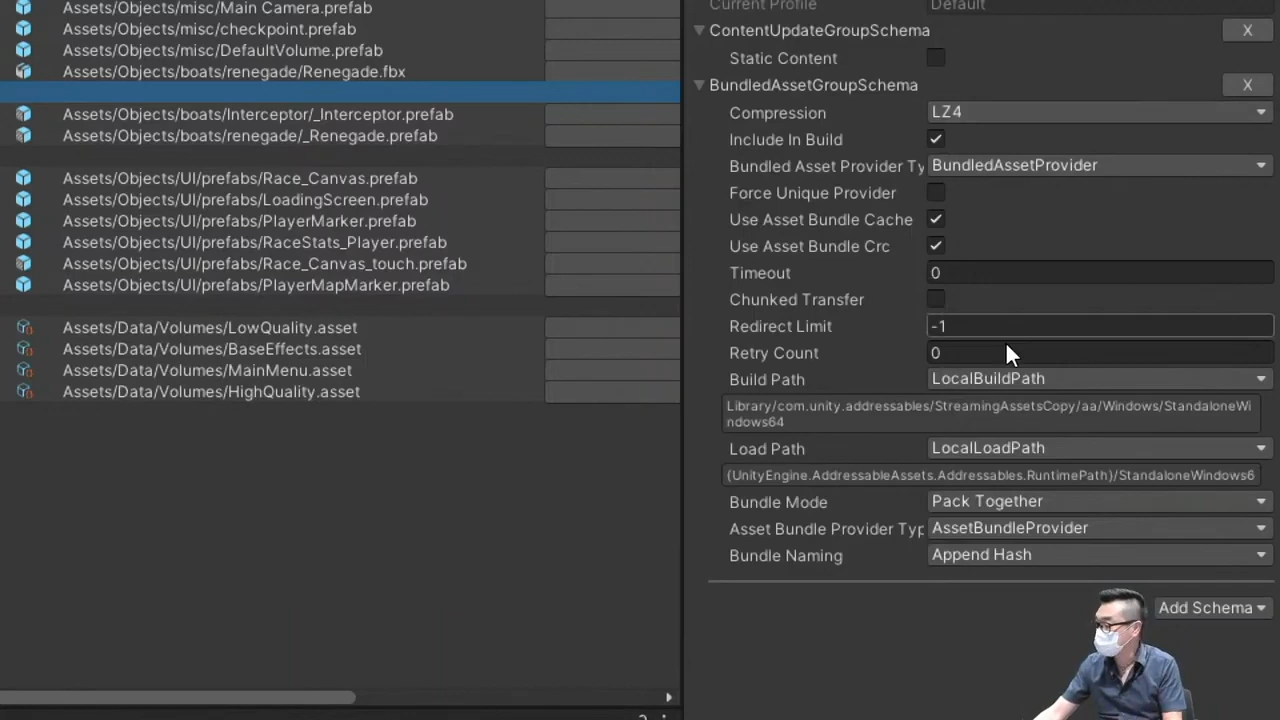 Assets/Objects/misc/Main Camera.prefab
Assets/Objects/misc/checkpoint.prefab
Assets/Objects/misc/DefaultVolume.prefab
Assets/Objects/boats/renegade/Renegade.fbx
Assets/Objects/boats/Interceptor/_Interceptor.prefab
Assets/Objects/boats/renegade/_Renegade.prefab
Assets/Objects/UI/prefabs/Race_Canvas.prefab
Assets/Objects/UI/prefabs/LoadingScreen.prefab
Assets/Objects/UI/prefabs/PlayerMarker.prefab
Assets/Objects/UI/prefabs/RaceStats_Player.prefab
Assets/Objects/UI/prefabs/Race_Canvas_touch.prefab
Assets/Objects/UI/prefabs/PlayerMapMarker.prefab
Assets/Data/Volumes/LowQuality.asset
Assets/Data/Volumes/BaseEffects.asset
Assets/Data/Volumes/MainMenu.asset
Assets/Data/Volumes/HighQuality.asset
Current Profile Default
ContentUpdateGroupSchema X
Static Content
BundledAssetGroupSchema X
Compression LZ4
Include In Build
Bundled Asset Provider Ty BundledAssetProvider
Force Unique Provider
Use Asset Bundle Cache
Use Asset Bundle Crc
Timeout 0
Chunked Transfer
Redirect Limit -1
Retry Count 0
Build Path LocalBuildPath
Library/com.unity.addressables/StreamingAssetsCopy/aa/Windows/StandaloneWi
ndows64
Load Path LocalLoadPath
{UnityEngine.AddressableAssets.Addressables.RuntimePath}/StandaloneWindows6
Bundle Mode Pack Together
Asset Bundle Provider Typ AssetBundleProvider
Bundle Naming Append Hash
Add Schema